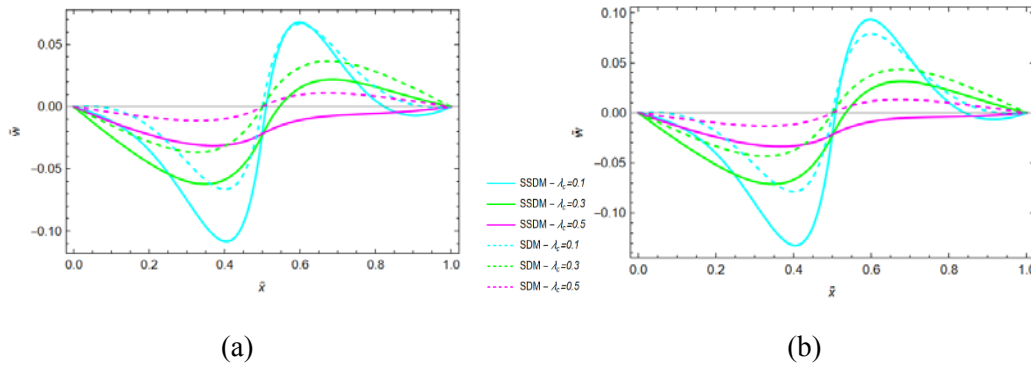 0.05
0.00
−0.05
−0.10
w̄
0.0
0.2
0.4
0.6
0.8
1.0
x̄
SSDM − λc=0.1
SSDM − λc=0.3
SSDM − λc=0.5
SDM − λc=0.1
SDM − λc=0.3
SDM − λc=0.5
0.10
0.05
0.00
−0.05
−0.10
w̄
0.0
0.2
0.4
0.6
0.8
1.0
x̄
(a)
(b)